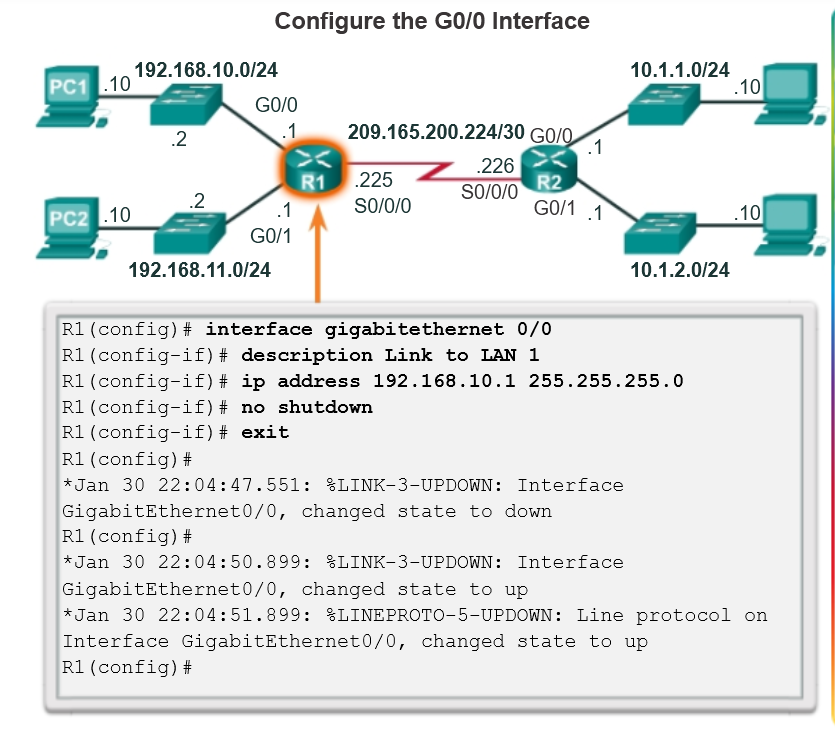 Configure the G0/0 Interface
192.168.10.0/24
10.1.1.0/24
PC1
.10
.10
G0/0
.1
209.165.200.224/30
G0/0
.2
.1
R1
.225
.226
R2
S0/0/0
S0/0/0
PC2
.10
.2
.1
G0/1
G0/1
.1
.10
192.168.11.0/24
10.1.2.0/24
R1(config)# interface gigabitethernet 0/0
R1(config-if)# description Link to LAN 1
R1(config-if)# ip address 192.168.10.1 255.255.255.0
R1(config-if)# no shutdown
R1(config-if)# exit
R1(config)#
*Jan 30 22:04:47.551: %LINK-3-UPDOWN: Interface
GigabitEthernet0/0, changed state to down
R1(config)#
*Jan 30 22:04:50.899: %LINK-3-UPDOWN: Interface
GigabitEthernet0/0, changed state to up
*Jan 30 22:04:51.899: %LINEPROTO-5-UPDOWN: Line protocol on
Interface GigabitEthernet0/0, changed state to up
R1(config)#